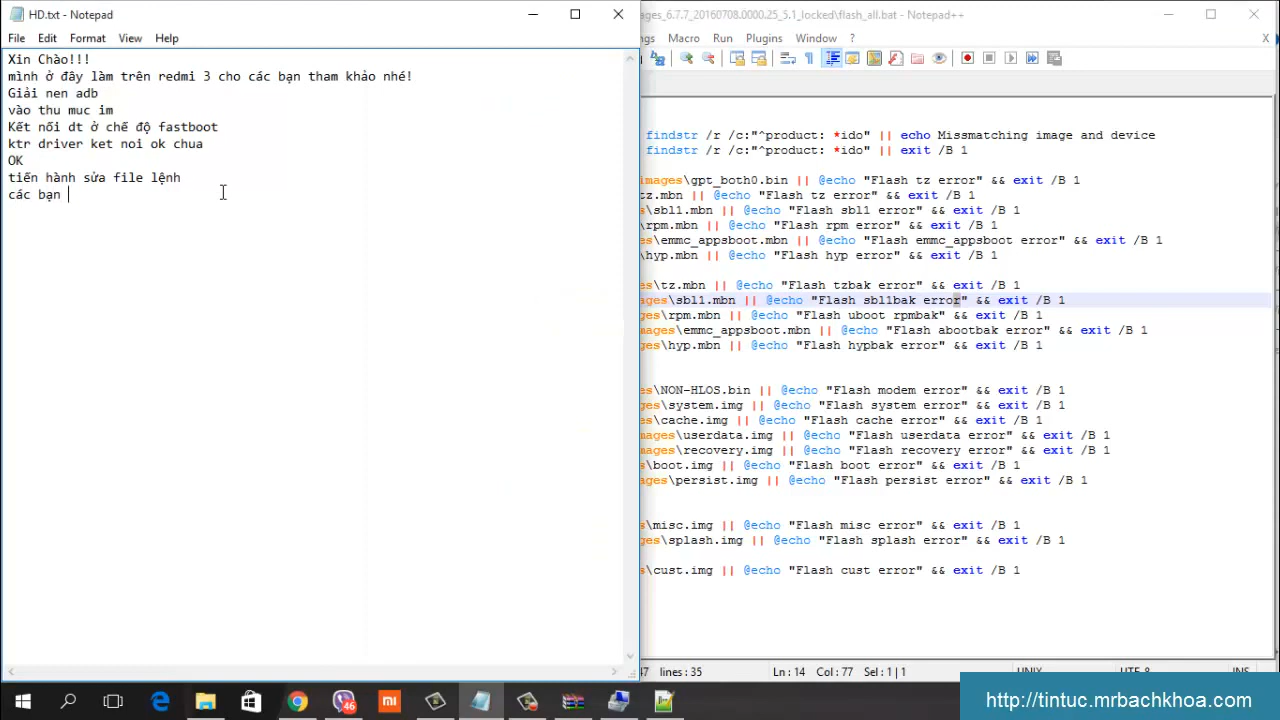 HD.txt - Notepad
File Edit Format View Help
Xin Chào!!!
mình ở đây làm trên redmi 3 cho các bạn tham khảo nhé!
Giải nen adb
vào thu muc im
Kết nối dt ở chế độ fastboot
ktr driver ket noi ok chua
OK
tiến hành sửa file lệnh
các bạn
ages_6.7.7_20160708.0000.25_5.1_locked\flash_all.bat - Notepad++
ngs Macro Run Plugins Window ? X
findstr /r /c:"^product: *ido" || echo Missmatching image and device
findstr /r /c:"^product: *ido" || exit /B 1
images\gpt_both0.bin || @echo "Flash tz error" && exit /B 1
tz.mbn || @echo "Flash tz error" && exit /B 1
s\sbl1.mbn || @echo "Flash sbl1 error" && exit /B 1
\rpm.mbn || @echo "Flash rpm error" && exit /B 1
es\emmc_appsboot.mbn || @echo "Flash emmc_appsboot error" && exit /B 1
\hyp.mbn || @echo "Flash hyp error" && exit /B 1
es\tz.mbn || @echo "Flash tzbak error" && exit /B 1
ages\sbl1.mbn || @echo "Flash sbl1bak error" && exit /B 1
es\rpm.mbn || @echo "Flash uboot rpmbak" && exit /B 1
mages\emmc_appsboot.mbn || @echo "Flash abootbak error" && exit /B 1
es\hyp.mbn || @echo "Flash hypbak error" && exit /B 1
es\NON-HLOS.bin || @echo "Flash modem error" && exit /B 1
ges\system.img || @echo "Flash system error" && exit /B 1
es\cache.img || @echo "Flash cache error" && exit /B 1
mages\userdata.img || @echo "Flash userdata error" && exit /B 1
mages\recovery.img || @echo "Flash recovery error" && exit /B 1
s\boot.img || @echo "Flash boot error" && exit /B 1
ages\persist.img || @echo "Flash persist error" && exit /B 1
s\misc.img || @echo "Flash misc error" && exit /B 1
es\splash.img || @echo "Flash splash error" && exit /B 1
s\cust.img || @echo "Flash cust error" && exit /B 1
47 lines : 35 Ln : 14 Col : 77 Sel : 1 | 1 UNIX UTF-8 INS
46
http://tintuc.mrbachkhoa.com/